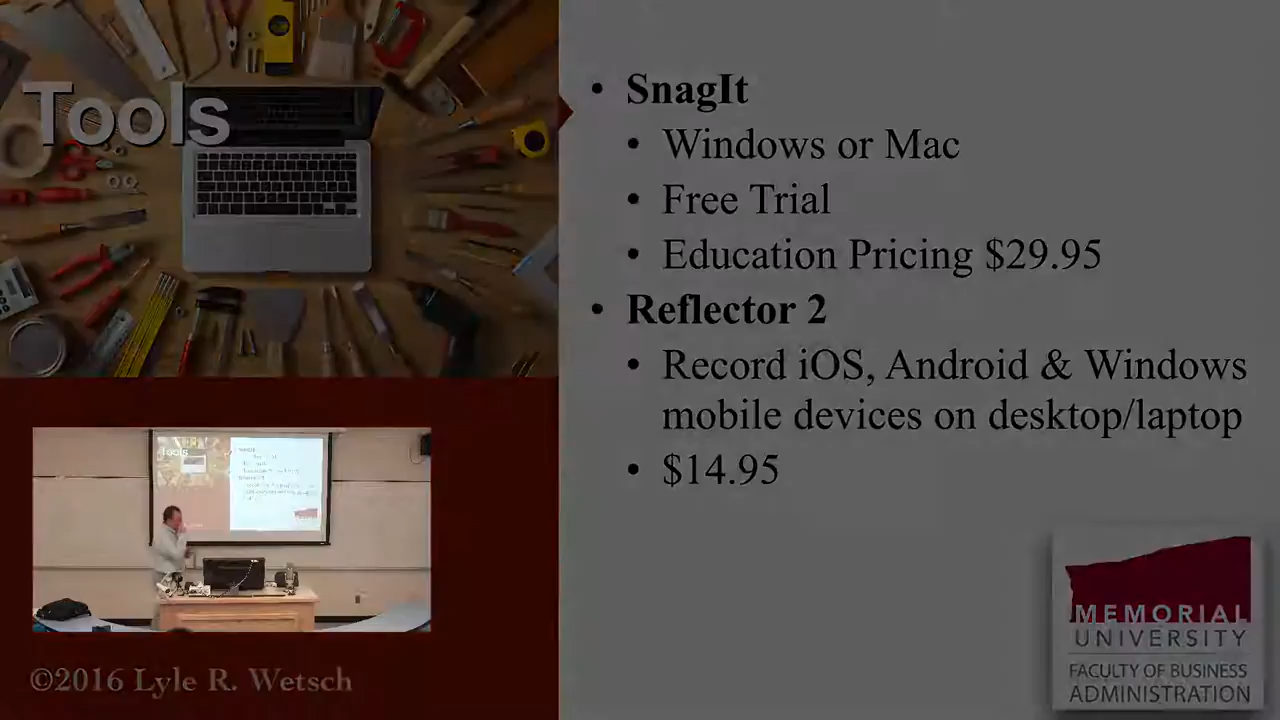 Tools
• SnagIt
• Windows or Mac
• Free Trial
• Education Pricing $29.95
• Reflector 2
• Record iOS, Android & Windows
mobile devices on desktop/laptop
• $14.95
©2016 Lyle R. Wetsch
MEMORIAL
UNIVERSITY
FACULTY OF BUSINESS
ADMINISTRATION
Tools